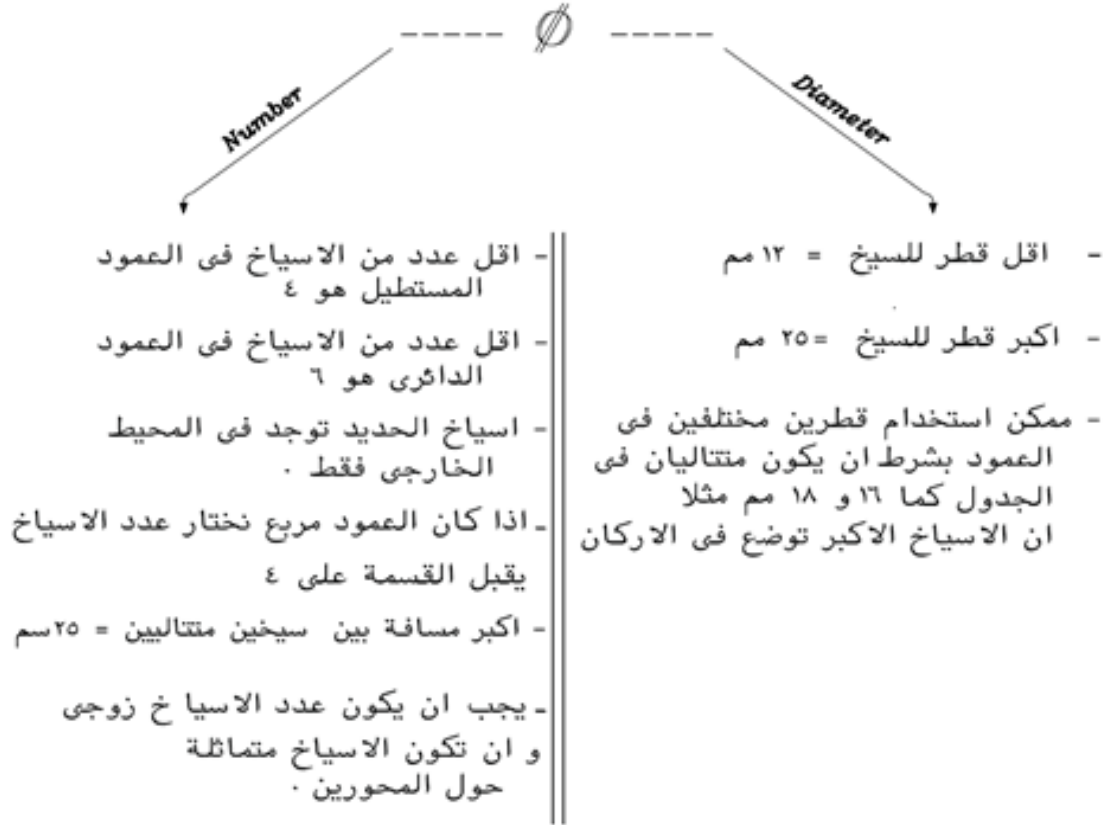 ----- Ø -----
Number
Diameter
- اقل قطر للسيخ = ١٢ مم
- اكبر قطر للسيخ = ٢٥ مم
- ممكن استخدام قطرين مختلفين فى
العمود بشرط ان يكون متتاليان فى
الجدول كما ١٦ و ١٨ مم مثلا
ان الاسياخ الاكبر توضع فى الاركان
- اقل عدد من الاسياخ فى العمود
المستطيل هو ٤
- اقل عدد من الاسياخ فى العمود
الدائرى هو ٦
- اسياخ الحديد توجد فى المحيط
الخارجى فقط .
- اذا كان العمود مربع نختار عدد الاسياخ
يقبل القسمة على ٤
- اكبر مسافة بين سيخين متتاليين = ٢٥سم
- يجب ان يكون عدد الاسيا خ زوجى
و ان تكون الاسياخ متماثلة
حول المحورين .